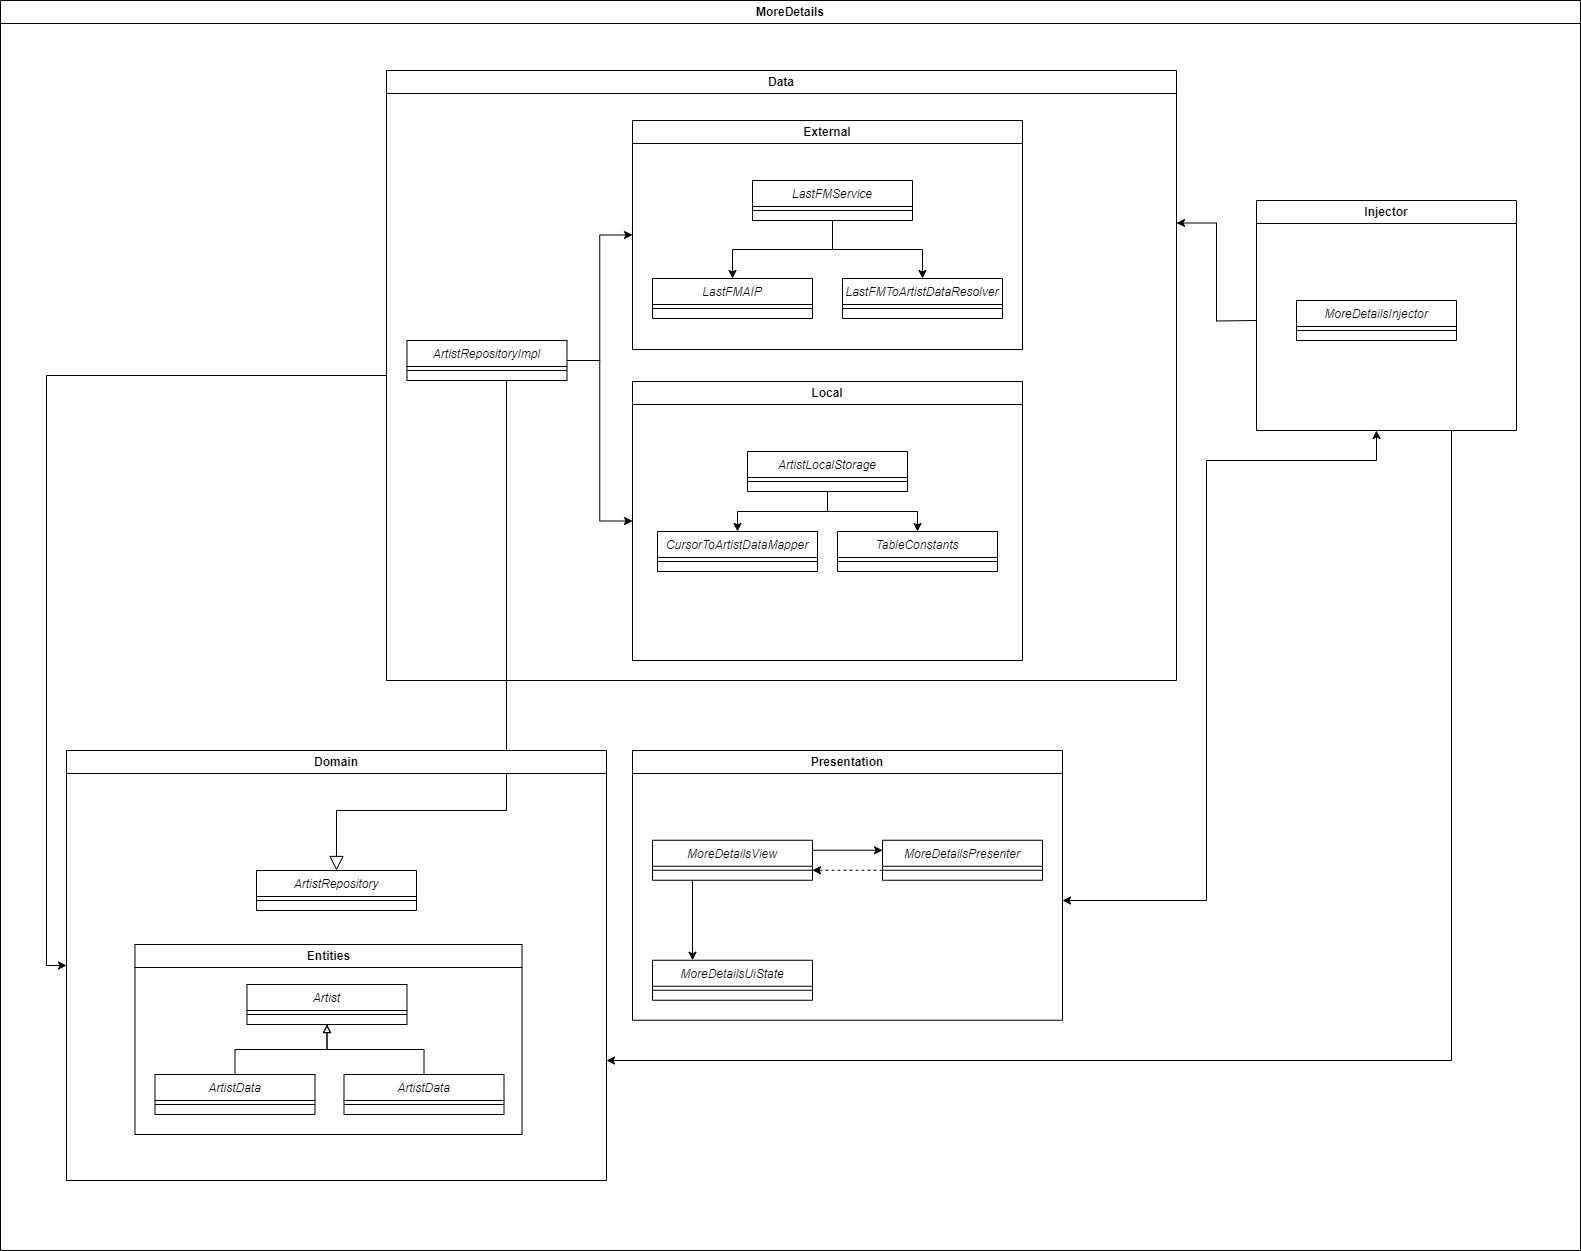 MoreDetails
Data
External
LastFMService
LastFMAIP
LastFMToArtistDataResolver
Injector
MoreDetailsInjector
ArtistRepositoryImpl
Local
ArtistLocalStorage
CursorToArtistDataMapper
TableConstants
Domain
ArtistRepository
Entities
Artist
ArtistData
ArtistData
Presentation
MoreDetailsView
MoreDetailsPresenter
MoreDetailsUiState